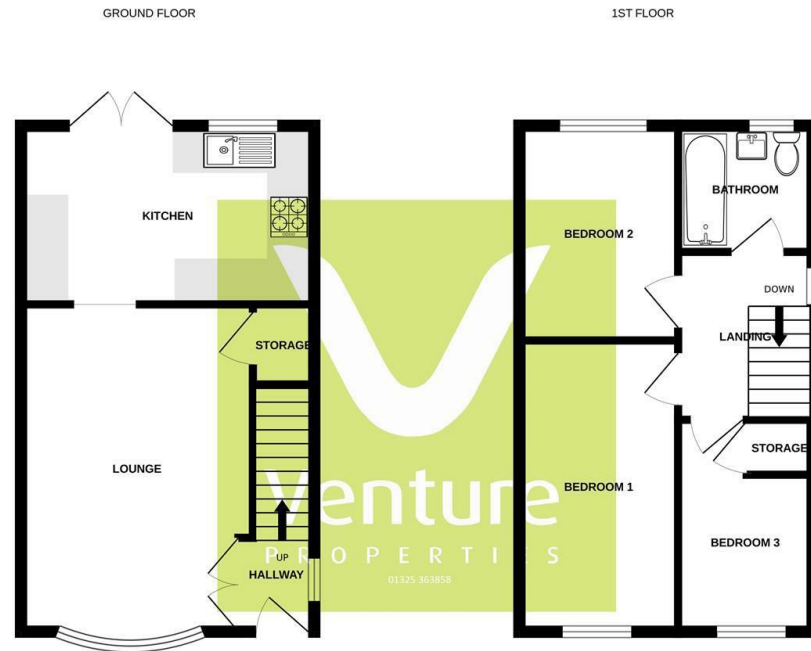 GROUND FLOOR
1ST FLOOR
KITCHEN
STORAGE
LOUNGE
UP
HALLWAY
BATHROOM
BEDROOM 2
DOWN
LANDING
STORAGE
BEDROOM 1
BEDROOM 3
Venture
PROPERTIES
01325 363858